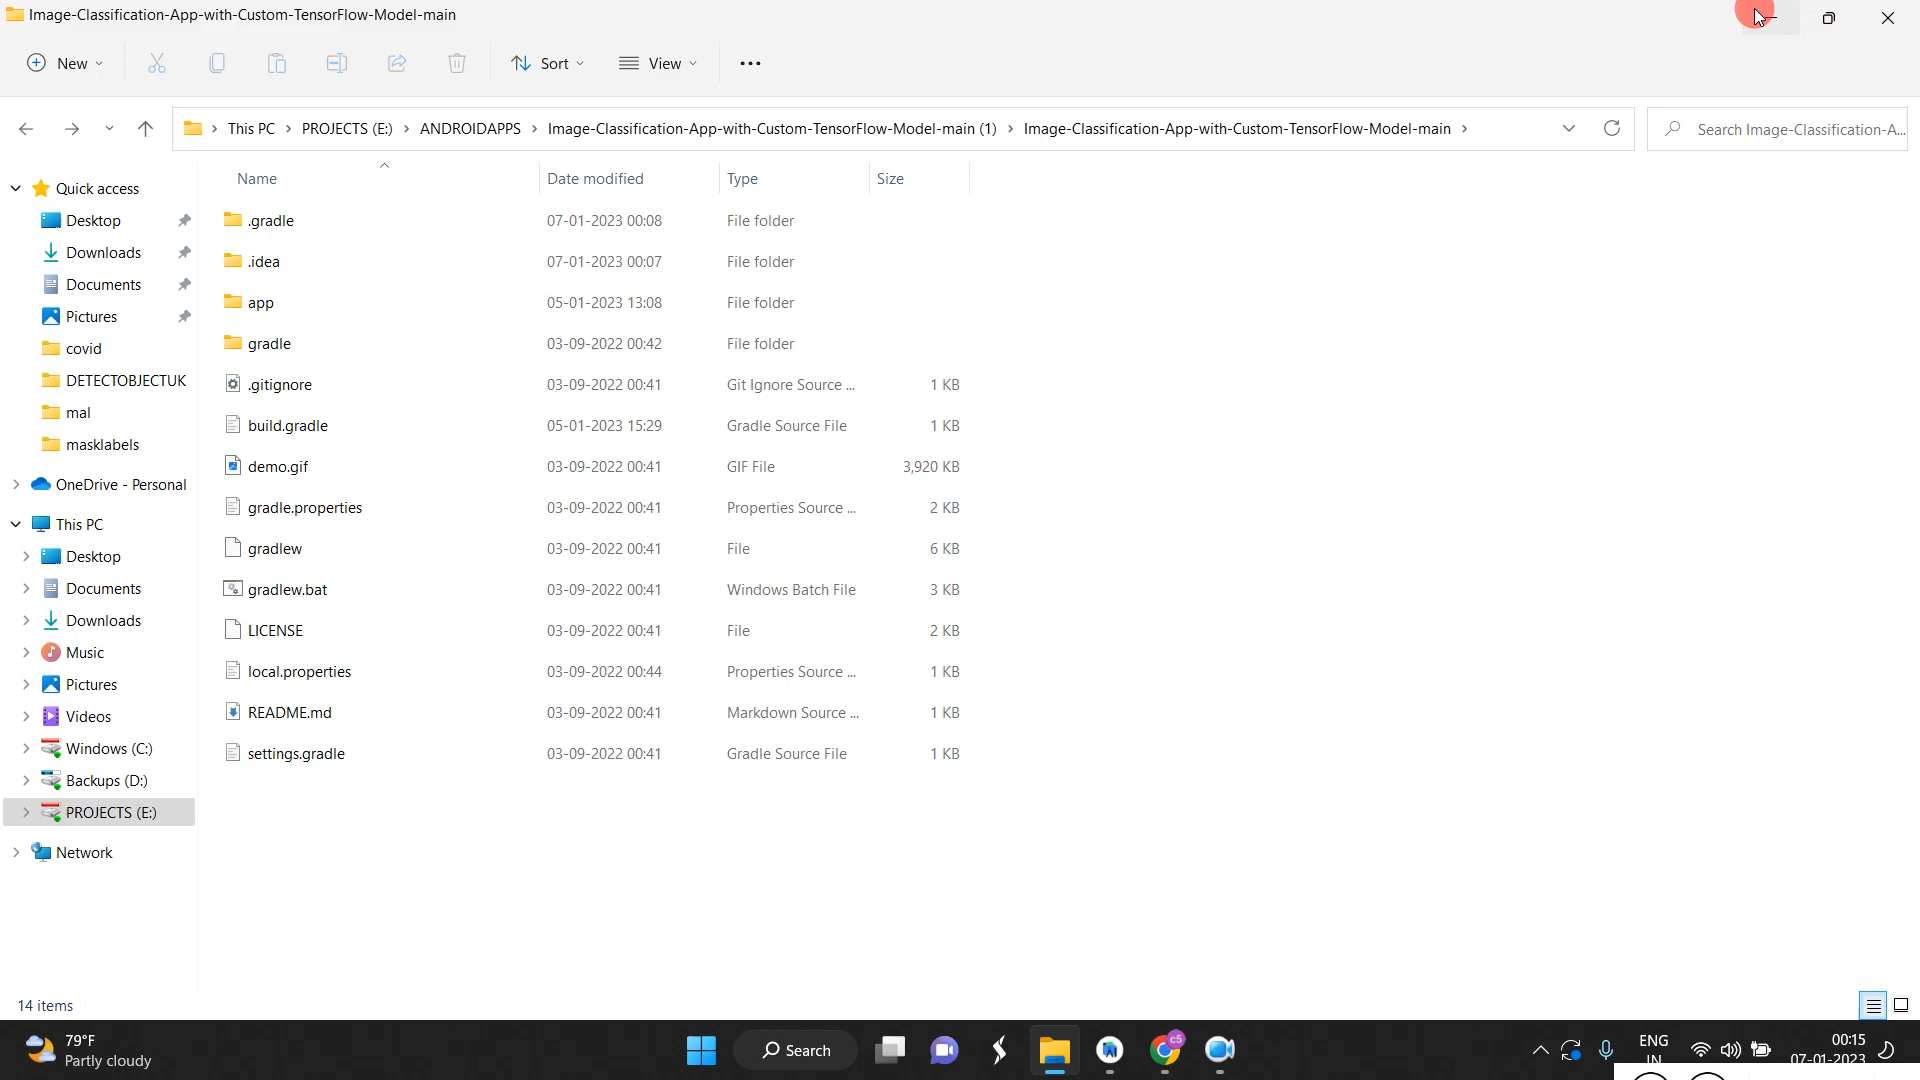 Image-Classification-App-with-Custom-TensorFlow-Model-main
New
Sort
View
This PC > PROJECTS (E:) > ANDROIDAPPS > Image-Classification-App-with-Custom-TensorFlow-Model-main (1) > Image-Classification-App-with-Custom-TensorFlow-Model-main >
Search Image-Classification-A...
Name Date modified Type Size
Quick access
Desktop
Downloads
Documents
Pictures
covid
DETECTOBJECTUK
mal
masklabels
OneDrive - Personal
This PC
Desktop
Documents
Downloads
Music
Pictures
Videos
Windows (C:)
Backups (D:)
PROJECTS (E:)
Network
.gradle 07-01-2023 00:08 File folder
.idea 07-01-2023 00:07 File folder
app 05-01-2023 13:08 File folder
gradle 03-09-2022 00:42 File folder
.gitignore 03-09-2022 00:41 Git Ignore Source ... 1 KB
build.gradle 05-01-2023 15:29 Gradle Source File 1 KB
demo.gif 03-09-2022 00:41 GIF File 3,920 KB
gradle.properties 03-09-2022 00:41 Properties Source ... 2 KB
gradlew 03-09-2022 00:41 File 6 KB
gradlew.bat 03-09-2022 00:41 Windows Batch File 3 KB
LICENSE 03-09-2022 00:41 File 2 KB
local.properties 03-09-2022 00:44 Properties Source ... 1 KB
README.md 03-09-2022 00:41 Markdown Source ... 1 KB
settings.gradle 03-09-2022 00:41 Gradle Source File 1 KB
14 items
79°F
Partly cloudy
Search
c5
ENG
IN
00:15
07-01-2023